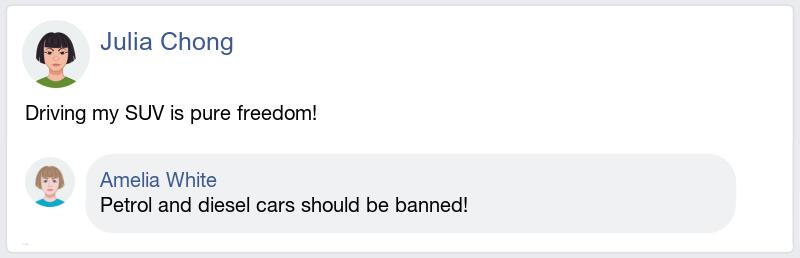 Julia Chong
Driving my SUV is pure freedom!
Amelia White
Petrol and diesel cars should be banned!